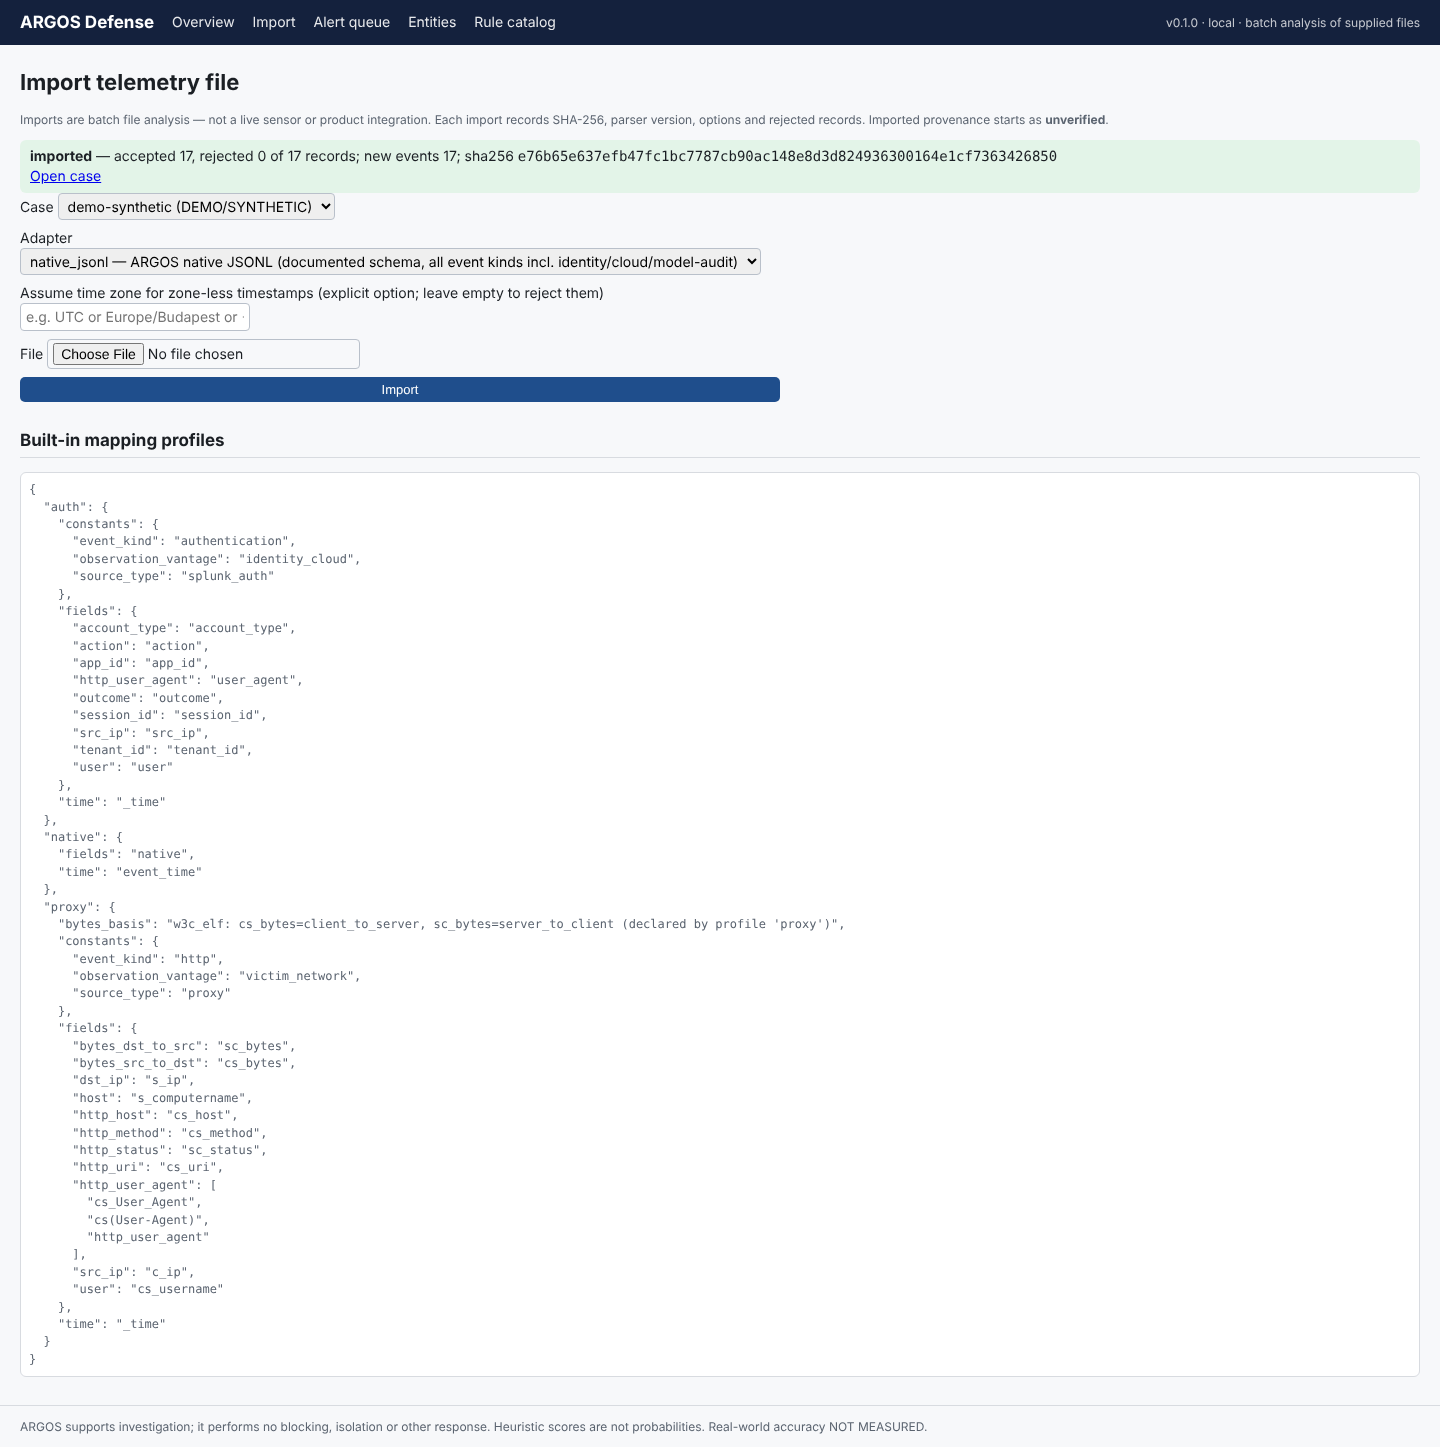 ARGOS Defense Overview Import Alert queue Entities Rule catalog v0.1.0 · local · batch analysis of supplied files
Import telemetry file
Imports are batch file analysis — not a live sensor or product integration. Each import records SHA-256, parser version, options and rejected records. Imported provenance starts as unverified.
imported — accepted 17, rejected 0 of 17 records; new events 17; sha256 e76b65e637efb47fc1bc7787cb90ac148e8d3d824936300164e1cf7363426850
Open case
Case demo-synthetic (DEMO/SYNTHETIC)
Adapter
native_jsonl — ARGOS native JSONL (documented schema, all event kinds incl. identity/cloud/model-audit)
Assume time zone for zone-less timestamps (explicit option; leave empty to reject them)
e.g. UTC or Europe/Budapest or
File Choose File No file chosen
Import
Built-in mapping profiles
{
  "auth": {
    "constants": {
      "event_kind": "authentication",
      "observation_vantage": "identity_cloud",
      "source_type": "splunk_auth"
    },
    "fields": {
      "account_type": "account_type",
      "action": "action",
      "app_id": "app_id",
      "http_user_agent": "user_agent",
      "outcome": "outcome",
      "session_id": "session_id",
      "src_ip": "src_ip",
      "tenant_id": "tenant_id",
      "user": "user"
    },
    "time": "_time"
  },
  "native": {
    "fields": "native",
    "time": "event_time"
  },
  "proxy": {
    "bytes_basis": "w3c_elf: cs_bytes=client_to_server, sc_bytes=server_to_client (declared by profile 'proxy')",
    "constants": {
      "event_kind": "http",
      "observation_vantage": "victim_network",
      "source_type": "proxy"
    },
    "fields": {
      "bytes_dst_to_src": "sc_bytes",
      "bytes_src_to_dst": "cs_bytes",
      "dst_ip": "s_ip",
      "host": "s_computername",
      "http_host": "cs_host",
      "http_method": "cs_method",
      "http_status": "sc_status",
      "http_uri": "cs_uri",
      "http_user_agent": [
        "cs_User_Agent",
        "cs(User-Agent)",
        "http_user_agent"
      ],
      "src_ip": "c_ip",
      "user": "cs_username"
    },
    "time": "_time"
  }
}
ARGOS supports investigation; it performs no blocking, isolation or other response. Heuristic scores are not probabilities. Real-world accuracy NOT MEASURED.